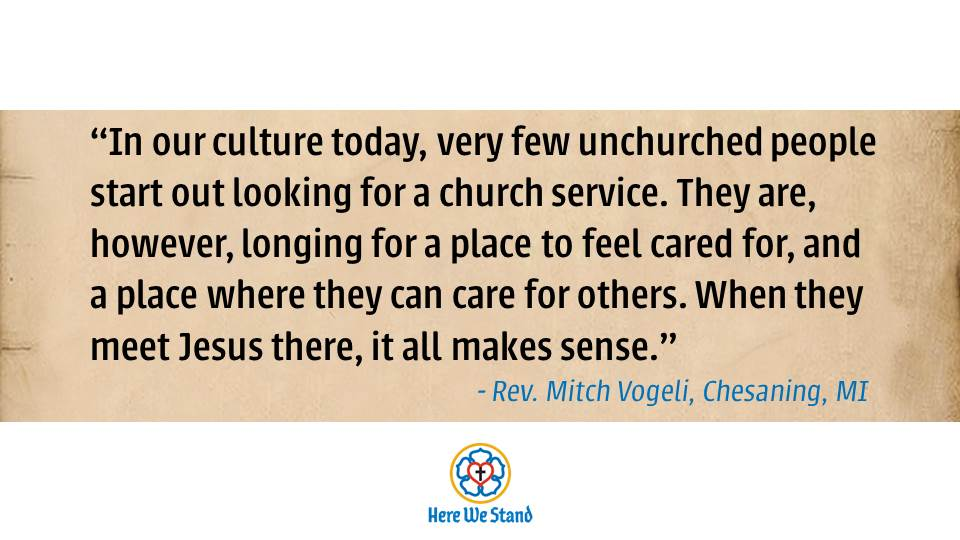 “In our culture today, very few unchurched people
start out looking for a church service. They are,
however, longing for a place to feel cared for, and
a place where they can care for others. When they
meet Jesus there, it all makes sense.”
- Rev. Mitch Vogeli, Chesaning, MI
Here We Stand